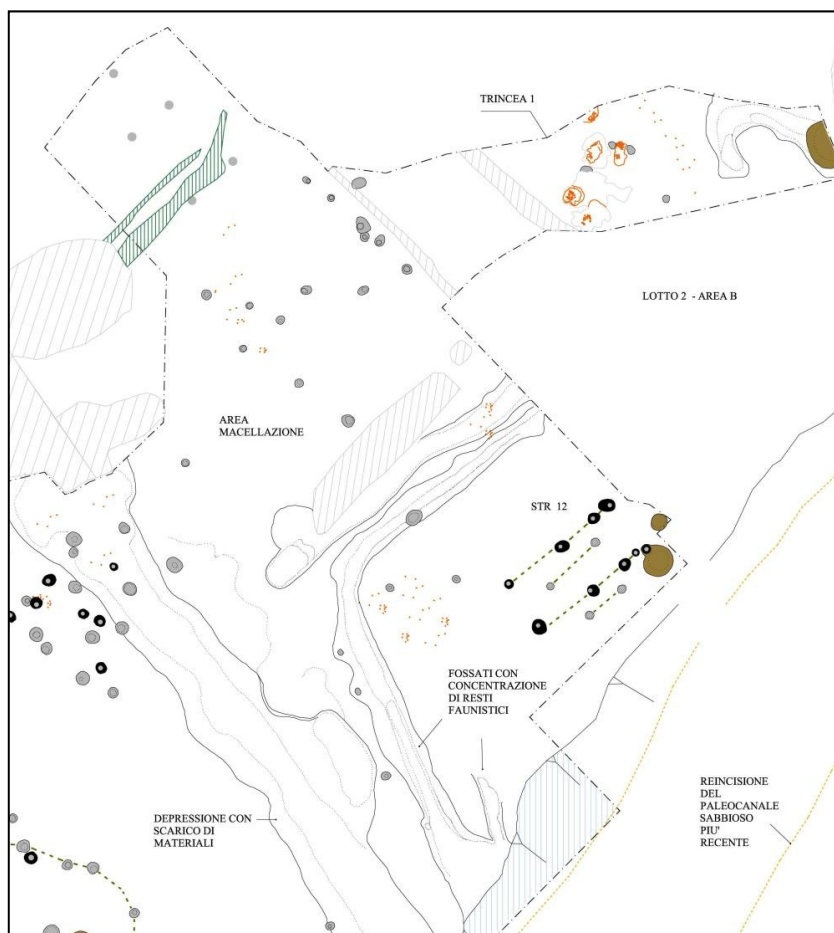 TRINCEA 1
LOTTO 2 - AREA B
AREA
MACELLAZIONE
STR 12
FOSSATI CON
CONCENTRAZIONE
DI RESTI
FAUNISTICI
DEPRESSIONE CON
SCARICO DI
MATERIALI
REINCISIONE
DEL
PALEOCANALE
SABBIOSO
PIU'
RECENTE